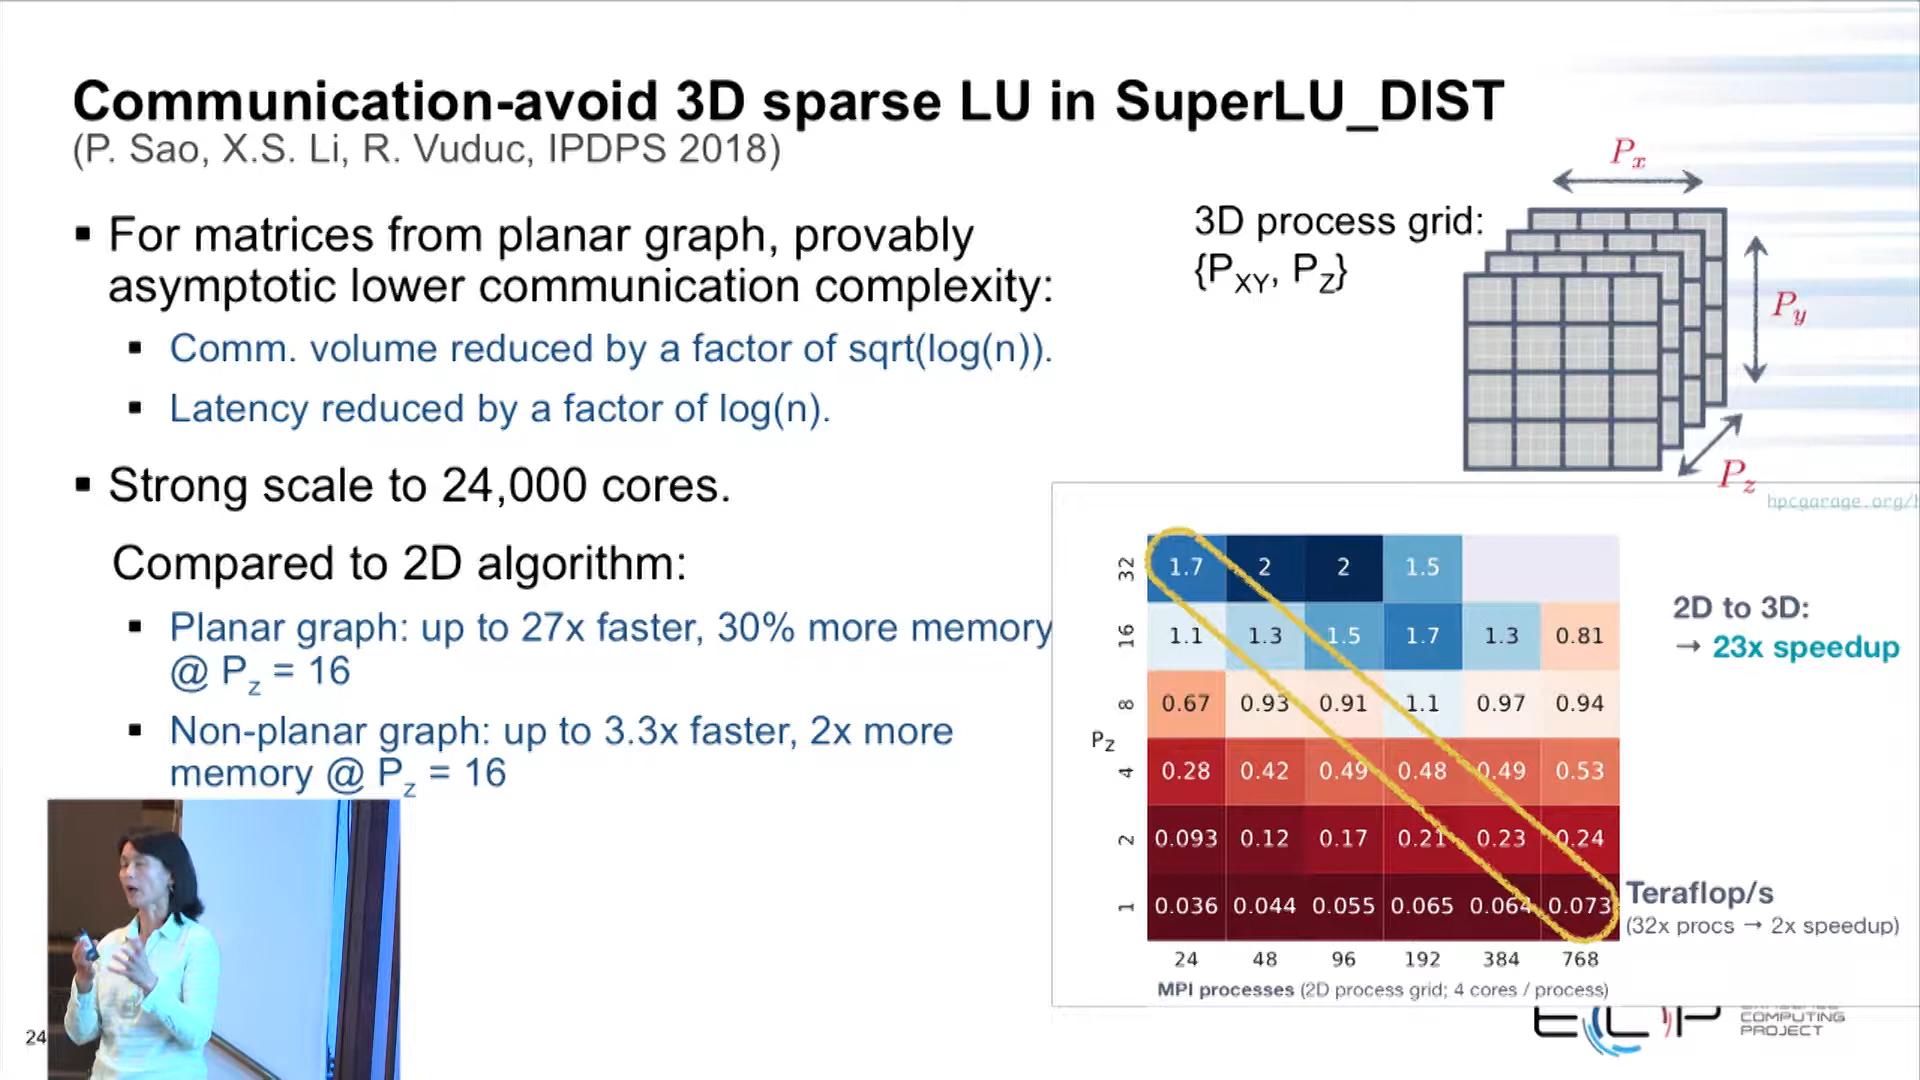 Communication-avoid 3D sparse LU in SuperLU_DIST
(P. Sao, X.S. Li, R. Vuduc, IPDPS 2018)
▪ For matrices from planar graph, provably
asymptotic lower communication complexity:
▪ Comm. volume reduced by a factor of sqrt(log(n)).
▪ Latency reduced by a factor of log(n).
▪ Strong scale to 24,000 cores.
Compared to 2D algorithm:
▪ Planar graph: up to 27x faster, 30% more memory
@ Pz = 16
▪ Non-planar graph: up to 3.3x faster, 2x more
memory @ Pz = 16
3D process grid:
{PXY, PZ}
Px
Py
Pz
hpcgarage.org/
32 1.7 2 2 1.5
16 1.1 1.3 1.5 1.7 1.3 0.81
8 0.67 0.93 0.91 1.1 0.97 0.94
PZ
4 0.28 0.42 0.49 0.48 0.49 0.53
2 0.093 0.12 0.17 0.21 0.23 0.24
1 0.036 0.044 0.055 0.065 0.064 0.073
24 48 96 192 384 768
MPI processes (2D process grid; 4 cores / process)
2D to 3D:
→ 23x speedup
Teraflop/s
(32x procs → 2x speedup)
24
ECP
COMPUTING
PROJECT